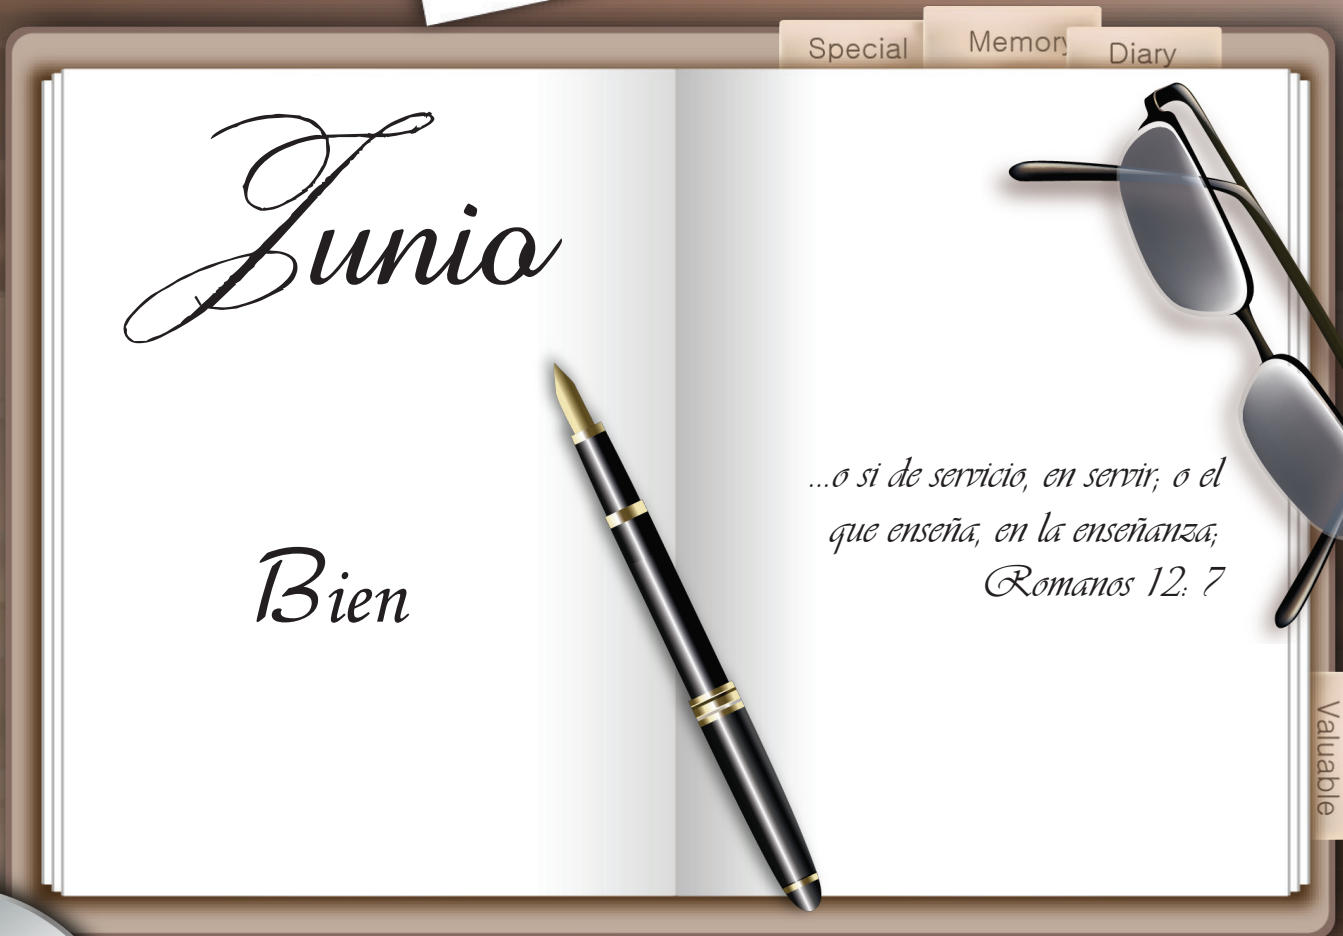 Special
Memory
Diary
Junio
Bien
...o si de servicio, en servir; o el
que enseña, en la enseñanza;
Romanos 12: 7
Valuable